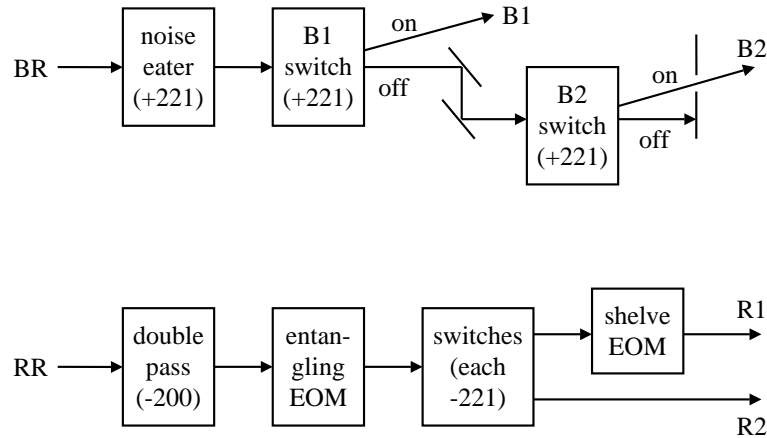 BR
noise
eater
(+221)
B1
switch
(+221)
on
off
B1
B2
switch
(+221)
on
off
B2
RR
double
pass
(-200)
entan-
gling
EOM
switches
(each
-221)
shelve
EOM
R1
R2